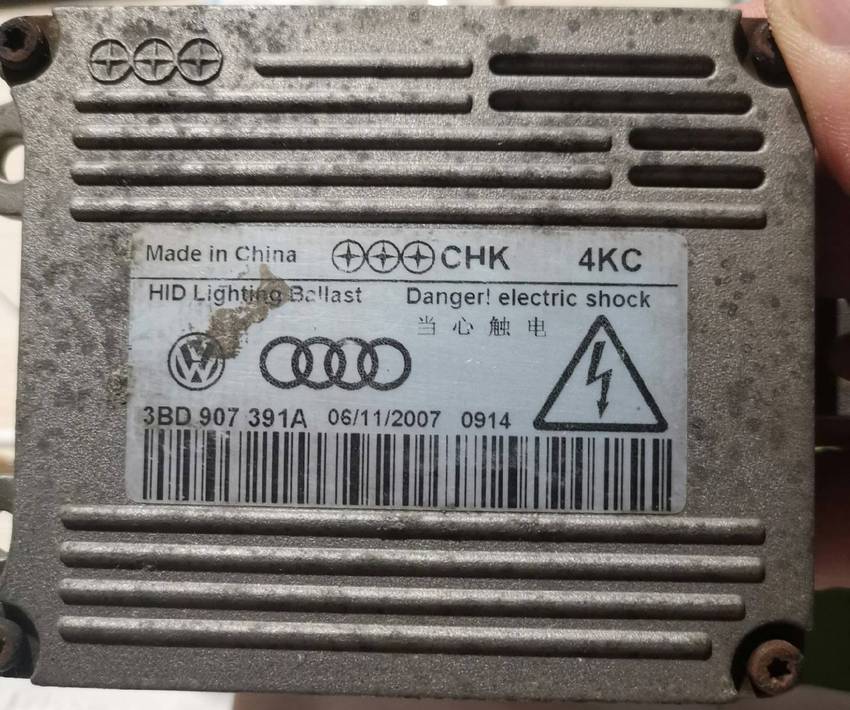 Made in China CHK 4KC
HID Lighting Ballast Danger! electric shock
当心触电
VW
3BD 907 391A 06/11/2007 0914